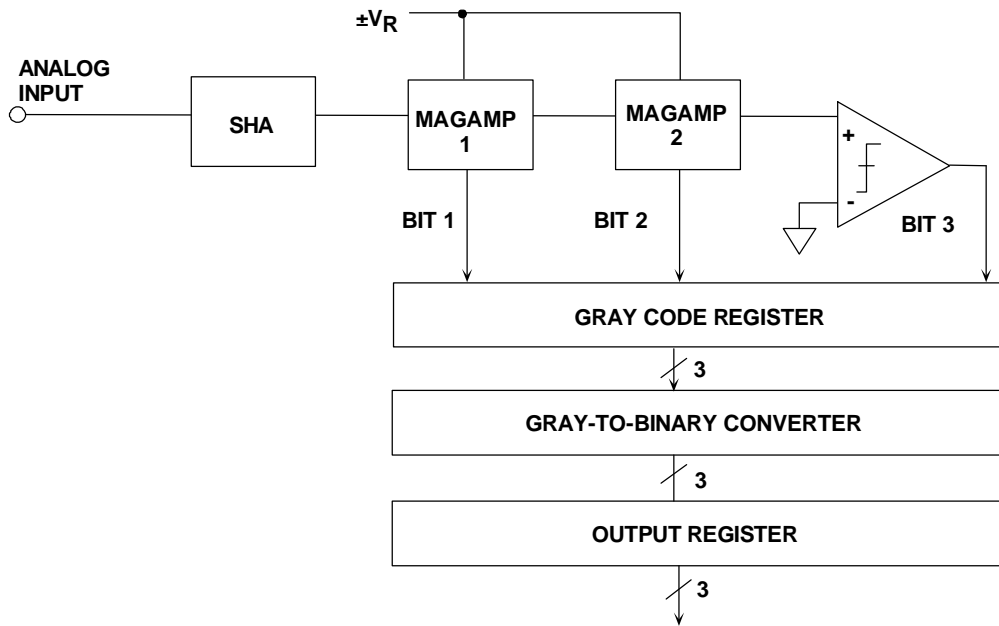 ±VR
ANALOG
INPUT
SHA
MAGAMP
1
MAGAMP
2
+
-
BIT 1
BIT 2
BIT 3
GRAY CODE REGISTER
3
GRAY-TO-BINARY CONVERTER
3
OUTPUT REGISTER
3